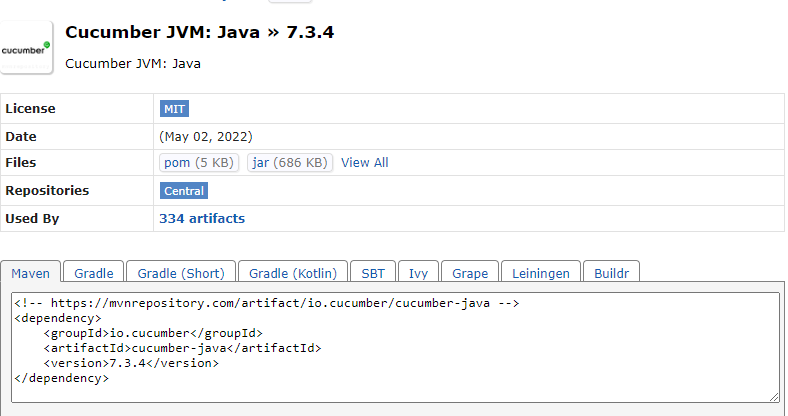 cucumber
Cucumber JVM: Java » 7.3.4
Cucumber JVM: Java
License MIT
Date (May 02, 2022)
Files pom (5 KB) jar (686 KB) View All
Repositories Central
Used By 334 artifacts
Maven Gradle Gradle (Short) Gradle (Kotlin) SBT Ivy Grape Leiningen Buildr
<!-- https://mvnrepository.com/artifact/io.cucumber/cucumber-java -->
<dependency>
    <groupId>io.cucumber</groupId>
    <artifactId>cucumber-java</artifactId>
    <version>7.3.4</version>
</dependency>